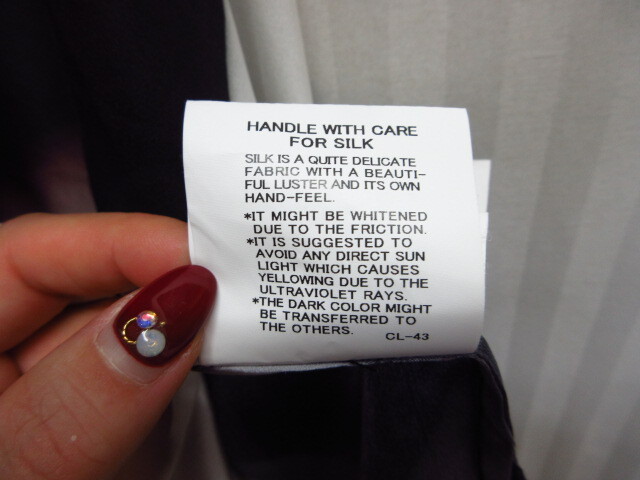 HANDLE WITH CARE
FOR SILK
SILK IS A QUITE DELICATE
FABRIC WITH A BEAUTI-
FUL LUSTER AND ITS OWN
HAND-FEEL.
*IT MIGHT BE WHITENED
DUE TO THE FRICTION.
*IT IS SUGGESTED TO
AVOID ANY DIRECT SUN
LIGHT WHICH CAUSES
YELLOWING DUE TO THE
ULTRAVIOLET RAYS.
*THE DARK COLOR MIGHT
BE TRANSFERRED TO
THE OTHERS.
CL-43